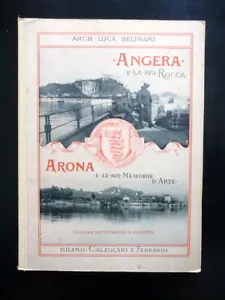 ARCH LUCA BELTRAMI
ANGERA
E LA SUA ROCCA
ARONA
E LE SUE MEMORIE
D'ARTE
MILANO - CALZOLARI E FERRARIO